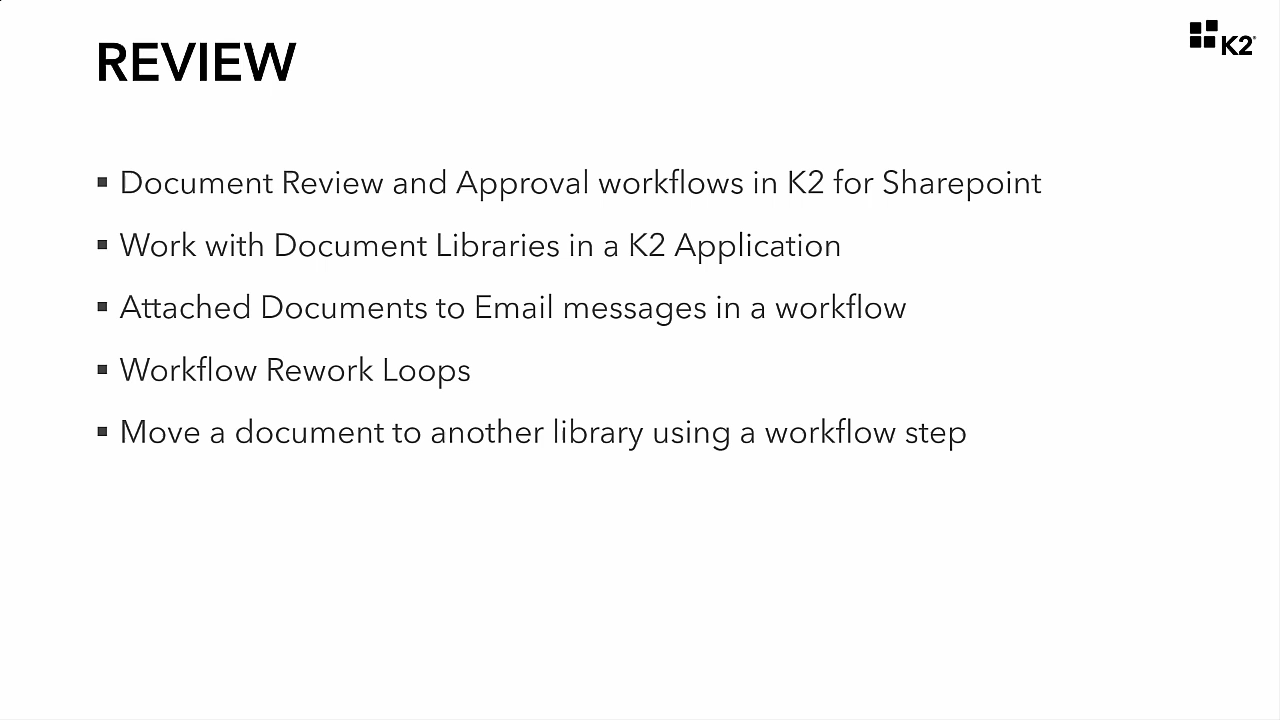 REVIEW
K2
▪ Document Review and Approval workflows in K2 for Sharepoint
▪ Work with Document Libraries in a K2 Application
▪ Attached Documents to Email messages in a workflow
▪ Workflow Rework Loops
▪ Move a document to another library using a workflow step